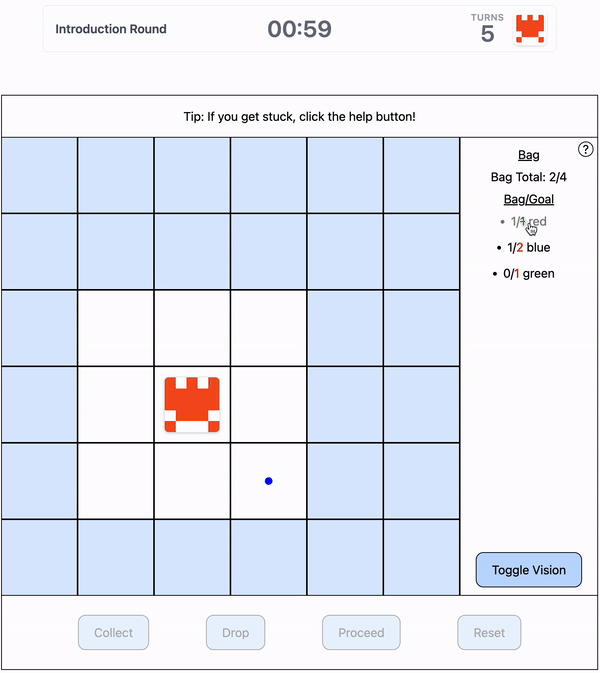 Introduction Round
00:59
TURNS
5
Tip: If you get stuck, click the help button!
?
Bag
Bag Total: 2/4
Bag/Goal
• 1/1 red
• 1/2 blue
• 0/1 green
Toggle Vision
Collect
Drop
Proceed
Reset